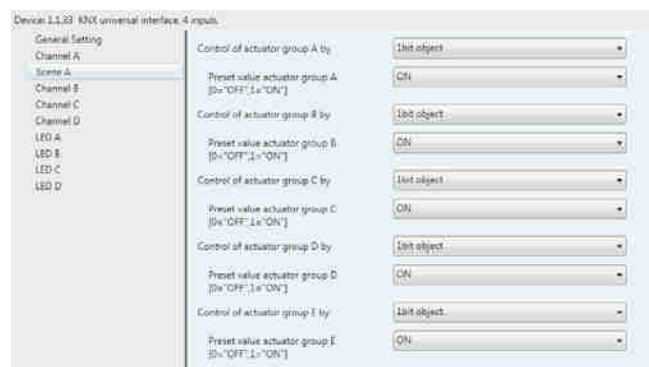 Device: 1.1.33 KNX universal interface, 4 inputs.
General Setting
Channel A
Scene A
Channel B
Channel C
Channel D
LED A
LED B
LED C
LED D
Control of actuator group A by 1bit object
Preset value actuator group A ON
[0="OFF",1="ON"]
Control of actuator group B by 1bit object
Preset value actuator group B ON
[0="OFF",1="ON"]
Control of actuator group C by 1bit object
Preset value actuator group C ON
[0="OFF",1="ON"]
Control of actuator group D by 1bit object
Preset value actuator group D ON
[0="OFF",1="ON"]
Control of actuator group E by 1bit object
Preset value actuator group E ON
[0="OFF",1="ON"]